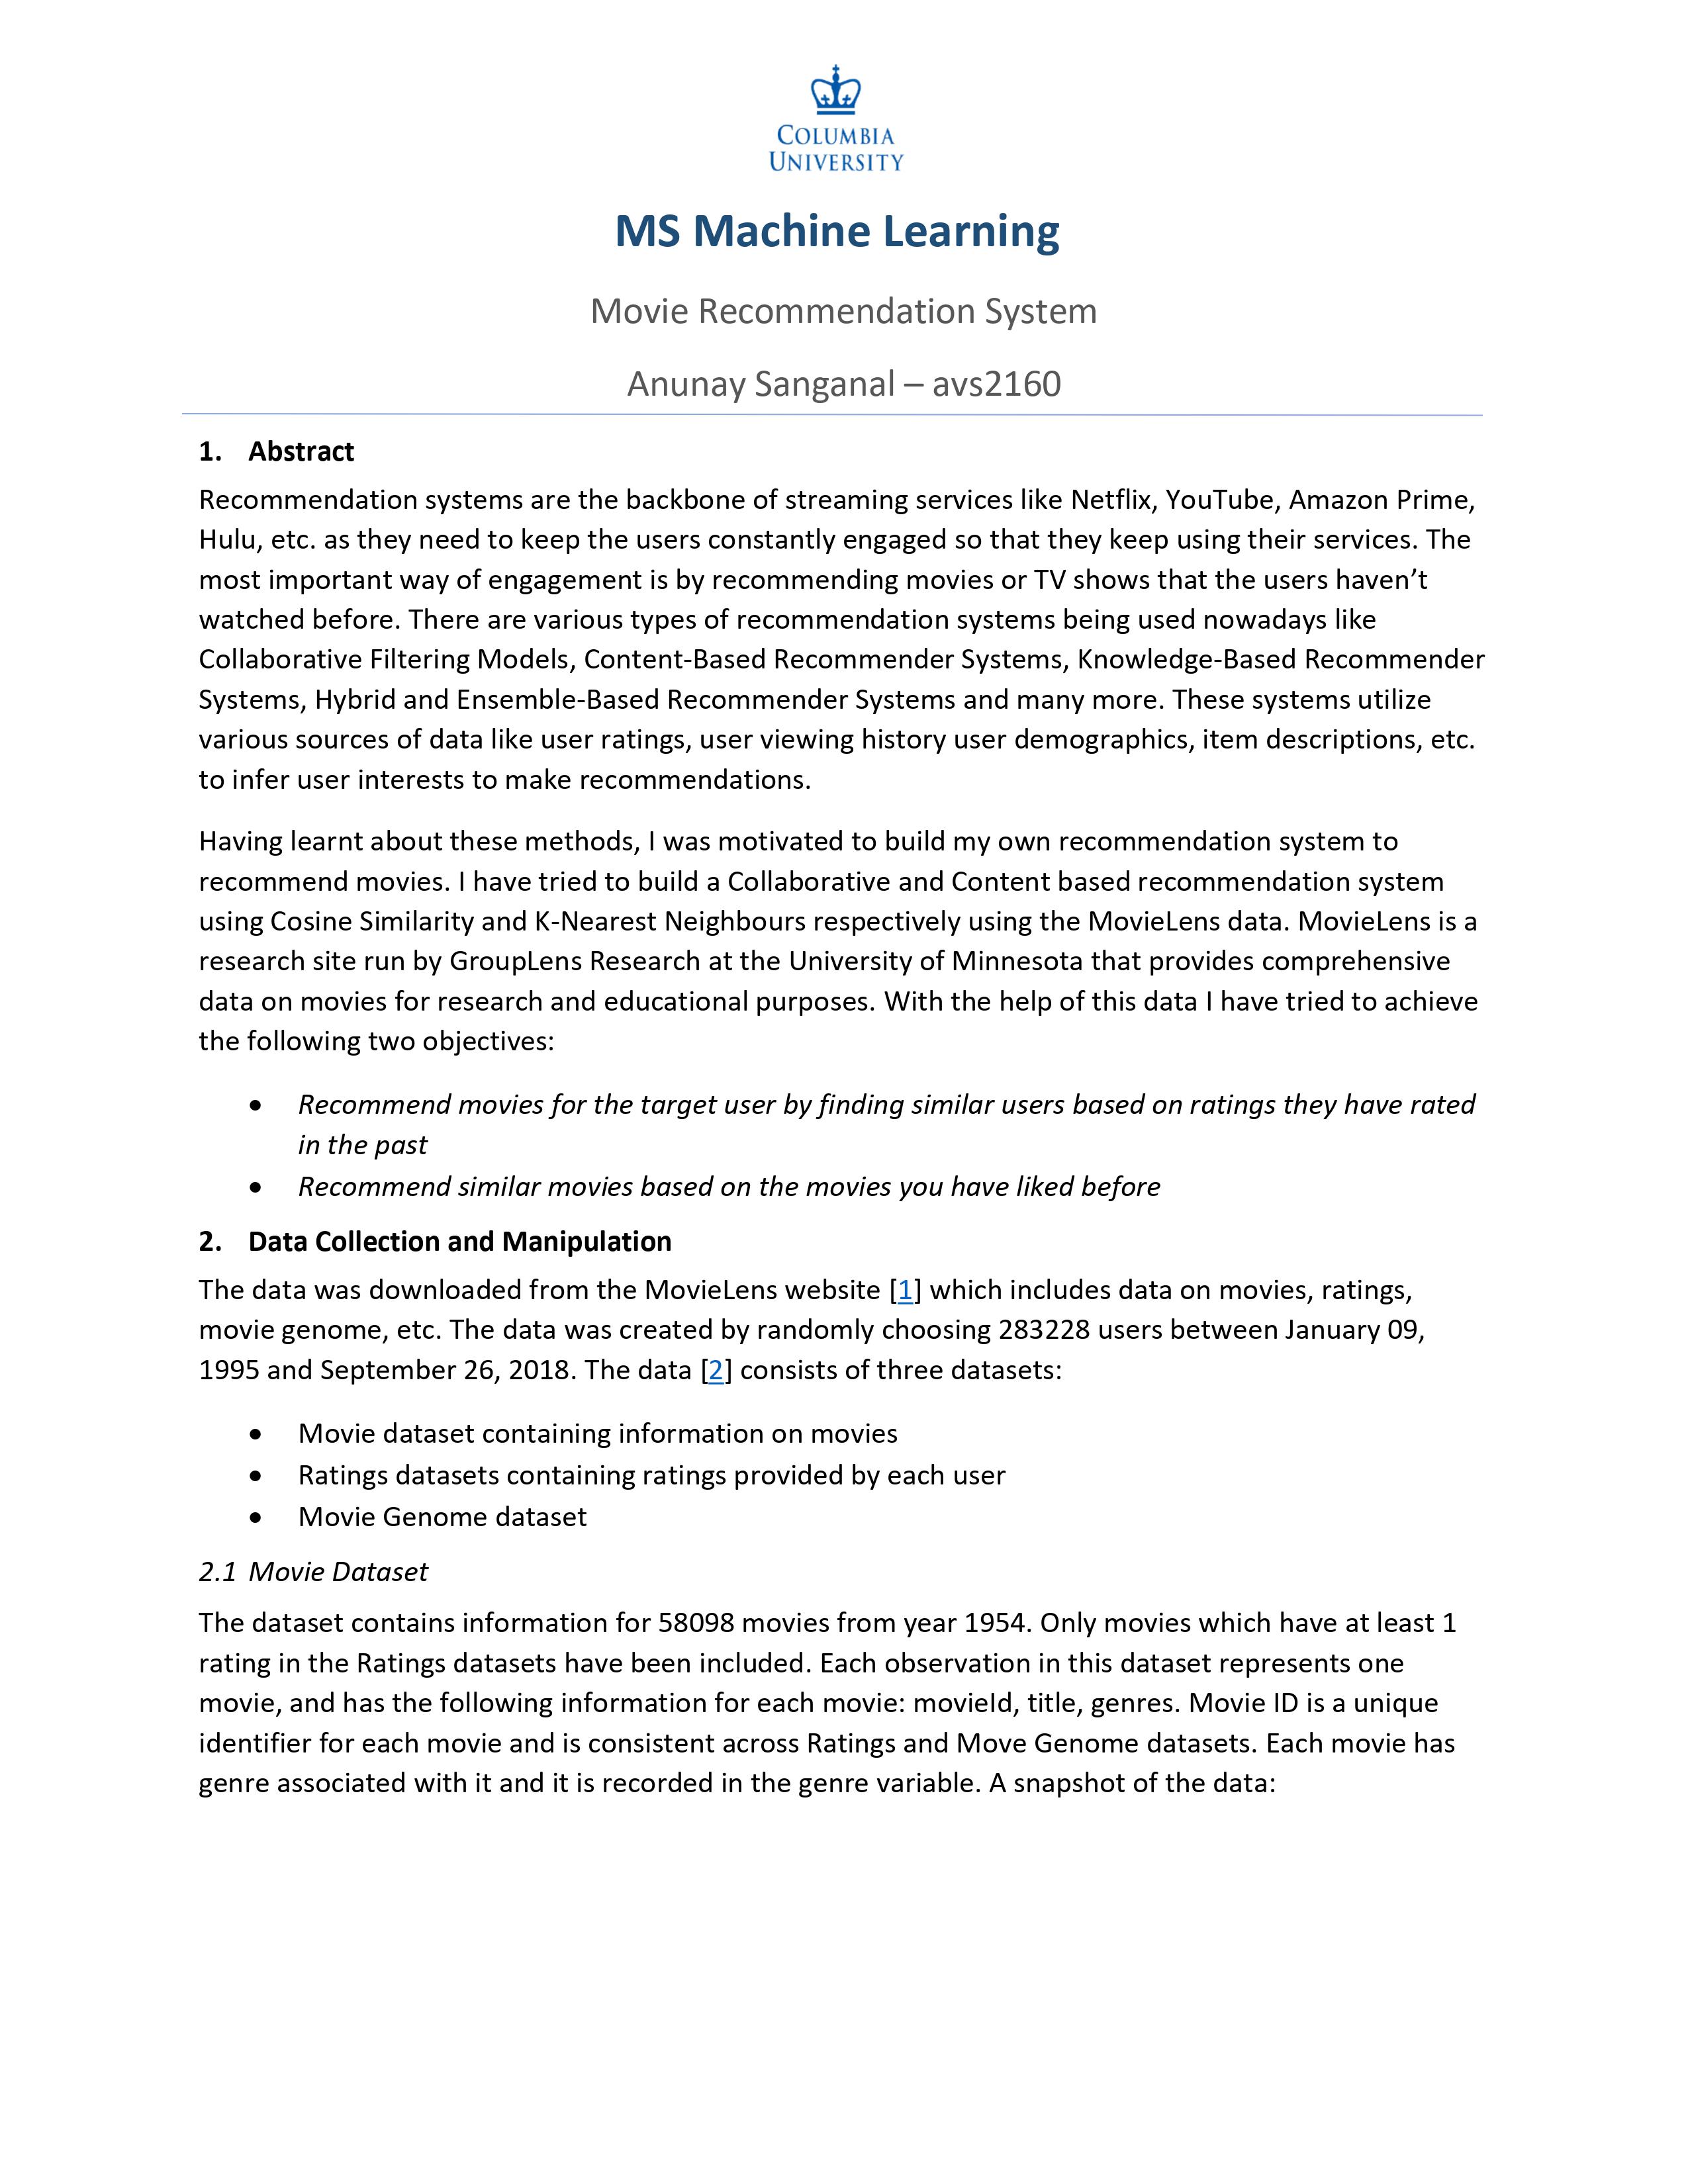 COLUMBIA
UNIVERSITY
MS Machine Learning
Movie Recommendation System
Anunay Sanganal – avs2160
1. Abstract
Recommendation systems are the backbone of streaming services like Netflix, YouTube, Amazon Prime,
Hulu, etc. as they need to keep the users constantly engaged so that they keep using their services. The
most important way of engagement is by recommending movies or TV shows that the users haven’t
watched before. There are various types of recommendation systems being used nowadays like
Collaborative Filtering Models, Content-Based Recommender Systems, Knowledge-Based Recommender
Systems, Hybrid and Ensemble-Based Recommender Systems and many more. These systems utilize
various sources of data like user ratings, user viewing history user demographics, item descriptions, etc.
to infer user interests to make recommendations.
Having learnt about these methods, I was motivated to build my own recommendation system to
recommend movies. I have tried to build a Collaborative and Content based recommendation system
using Cosine Similarity and K-Nearest Neighbours respectively using the MovieLens data. MovieLens is a
research site run by GroupLens Research at the University of Minnesota that provides comprehensive
data on movies for research and educational purposes. With the help of this data I have tried to achieve
the following two objectives:
• Recommend movies for the target user by finding similar users based on ratings they have rated
in the past
• Recommend similar movies based on the movies you have liked before
2. Data Collection and Manipulation
The data was downloaded from the MovieLens website [1] which includes data on movies, ratings,
movie genome, etc. The data was created by randomly choosing 283228 users between January 09,
1995 and September 26, 2018. The data [2] consists of three datasets:
• Movie dataset containing information on movies
• Ratings datasets containing ratings provided by each user
• Movie Genome dataset
2.1 Movie Dataset
The dataset contains information for 58098 movies from year 1954. Only movies which have at least 1
rating in the Ratings datasets have been included. Each observation in this dataset represents one
movie, and has the following information for each movie: movieId, title, genres. Movie ID is a unique
identifier for each movie and is consistent across Ratings and Move Genome datasets. Each movie has
genre associated with it and it is recorded in the genre variable. A snapshot of the data: